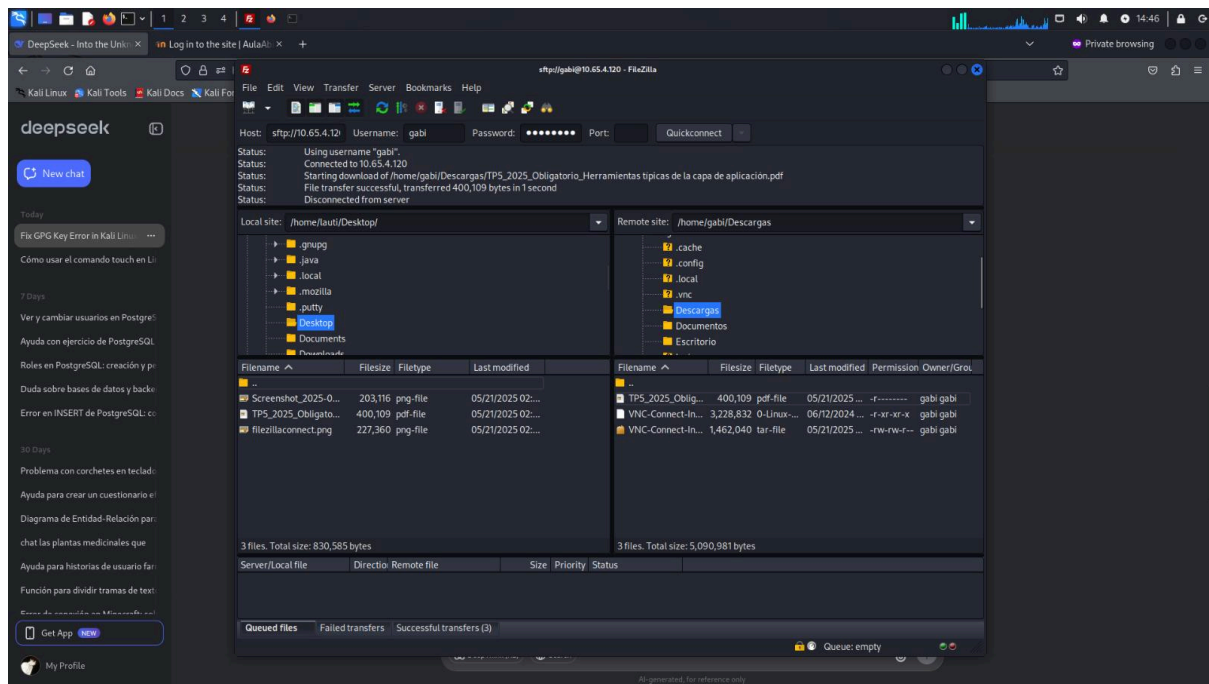 1 2 3 4
14:46
DeepSeek - Into the Unkn
Log in to the site | AulaAb
Private browsing
Kali Linux Kali Tools Kali Docs Kali For
sftp://gabi@10.65.4.120 - FileZilla
File Edit View Transfer Server Bookmarks Help
Host: sftp://10.65.4.12 Username: gabi Password: ●●●●●●●● Port: Quickconnect
Status: Using username "gabi".
Status: Connected to 10.65.4.120
Status: Starting download of /home/gabi/Descargas/TP5_2025_Obligatorio_Herramientas tipicas de la capa de aplicación.pdf
Status: File transfer successful, transferred 400,109 bytes in 1 second
Status: Disconnected from server
Local site: /home/lauti/Desktop/
.gnupg
.java
.local
.mozilla
.putty
Desktop
Documents
Downloads
Remote site: /home/gabi/Descargas
.cache
.config
.local
.vnc
Descargas
Documentos
Escritorio
Filename Filesize Filetype Last modified
..
Screenshot_2025-0... 203,116 png-file 05/21/2025 02:...
TP5_2025_Obligato... 400,109 pdf-file 05/21/2025 02:...
filezillaconnect.png 227,360 png-file 05/21/2025 02:...
3 files. Total size: 830,585 bytes
Filename Filesize Filetype Last modified Permission Owner/Grou
..
TP5_2025_Oblig... 400,109 pdf-file 05/21/2025 ... -r-------- gabi gabi
VNC-Connect-In... 3,228,832 0-Linux-... 06/12/2024 ... -r-xr-xr-x gabi gabi
VNC-Connect-In... 1,462,040 tar-file 05/21/2025 ... -rw-rw-r-- gabi gabi
3 files. Total size: 5,090,981 bytes
Server/Local file Directio Remote file Size Priority Status
Queued files Failed transfers Successful transfers (3)
Queue: empty
deepseek
New chat
Today
Fix GPG Key Error in Kali Linu ...
Cómo usar el comando touch en Li
7 Days
Ver y cambiar usuarios en PostgreS
Ayuda con ejercicio de PostgreSQL
Roles en PostgreSQL: creación y pe
Duda sobre bases de datos y backe
Error en INSERT de PostgreSQL: co
30 Days
Problema con corchetes en teclado
Ayuda para crear un cuestionario e
Diagrama de Entidad-Relación par
chat las plantas medicinales que
Ayuda para historias de usuario far
Función para dividir tramas de text
Get App NEW
My Profile
AI-generated, for reference only